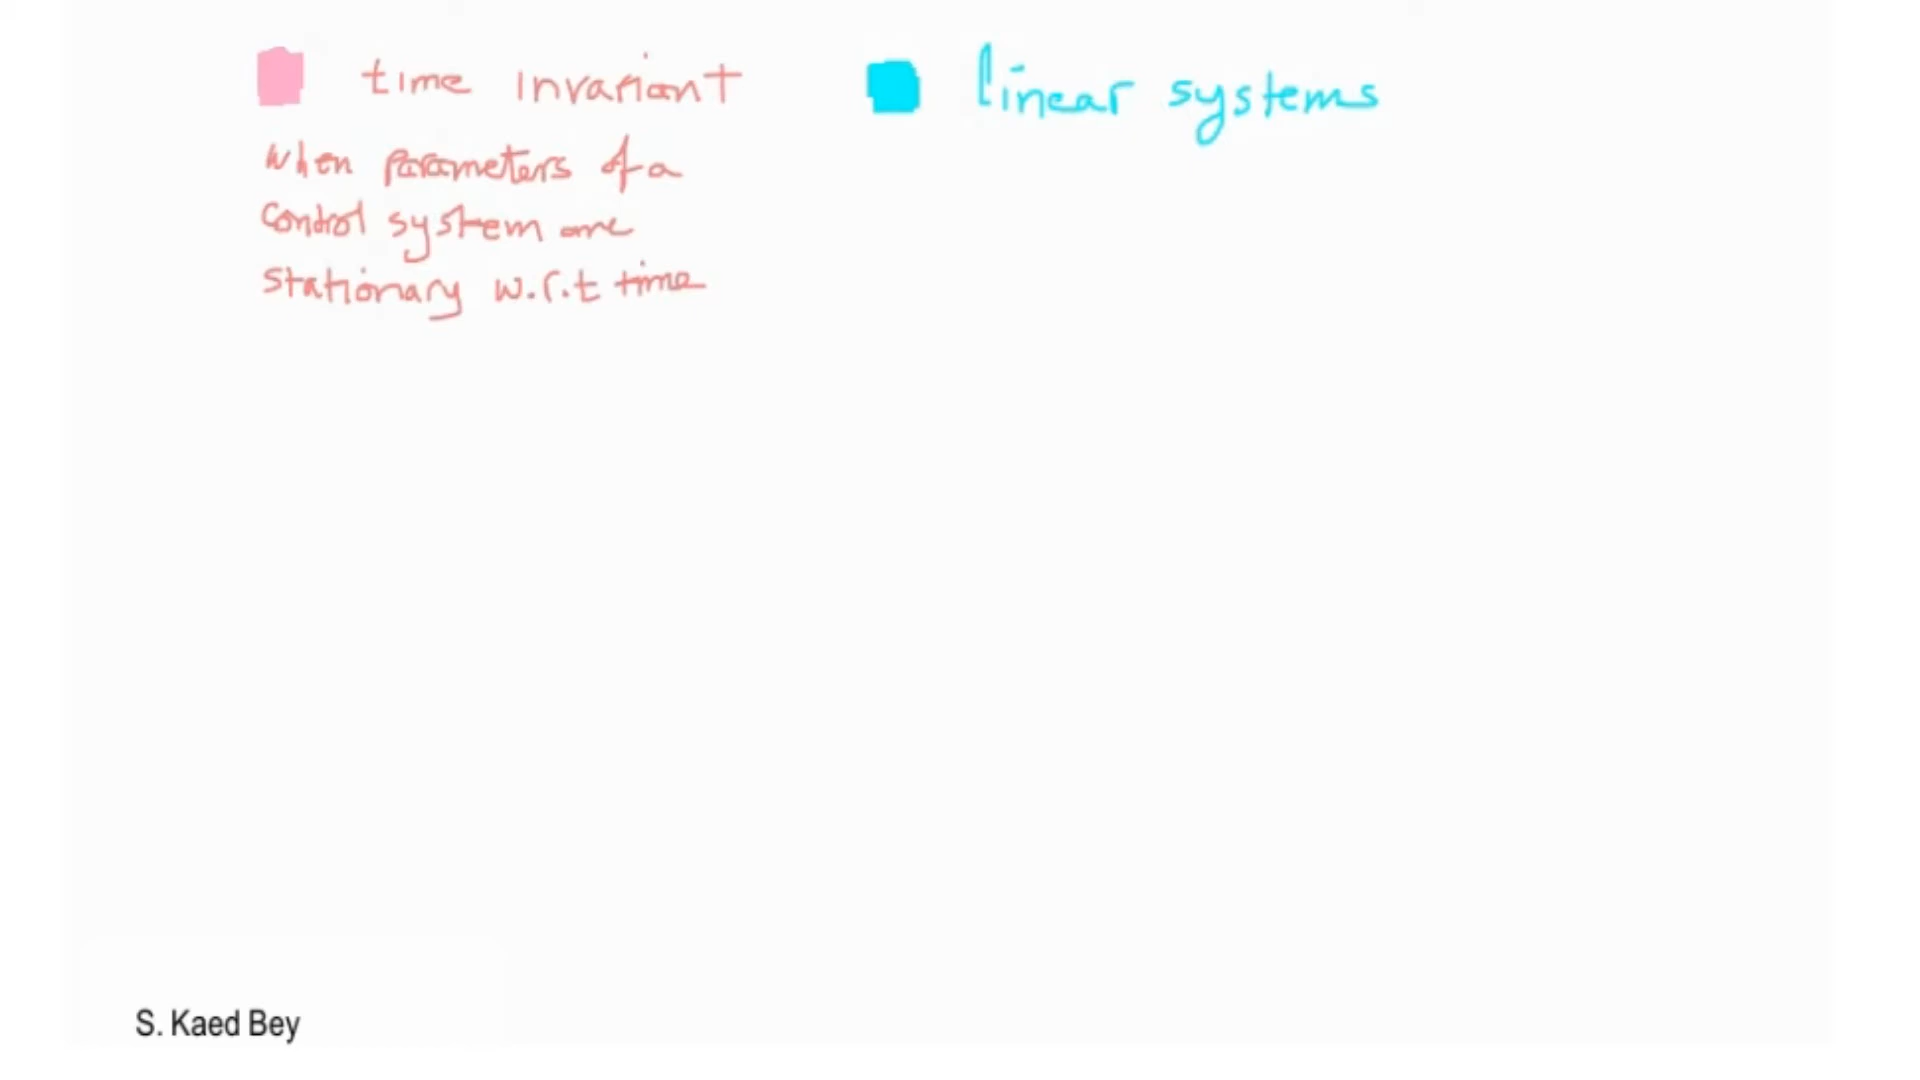 time invariant
linear systems
when parameters of a
control system are
stationary w.r.t time
S. Kaed Bey